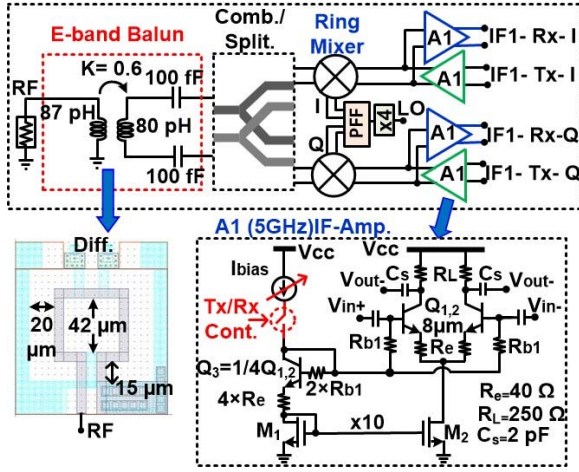 E-band Balun
Comb./
Split.
Ring
Mixer
K= 0.6
100 fF
RF
87 pH
80 pH
100 fF
I
Q
PFF
x4
LO
A1
IF1- Rx- I
A1
IF1- Tx- I
A1
IF1- Rx-Q
A1
IF1- Tx- Q
A1 (5GHz)IF-Amp.
Diff.
20
μm
42
μm
15 μm
RF
Vcc
Ibias
Tx/Rx
Cont.
Q3=1/4Q1,2
2×Rb1
4×Re
M1
x10
M2
Vcc
RL
Cs
Cs
Vout-
Vout-
Vin+
Vin-
Q1,2
8μm
Re
Rb1
Rb1
Re=40 Ω
RL=250 Ω
Cs=2 pF